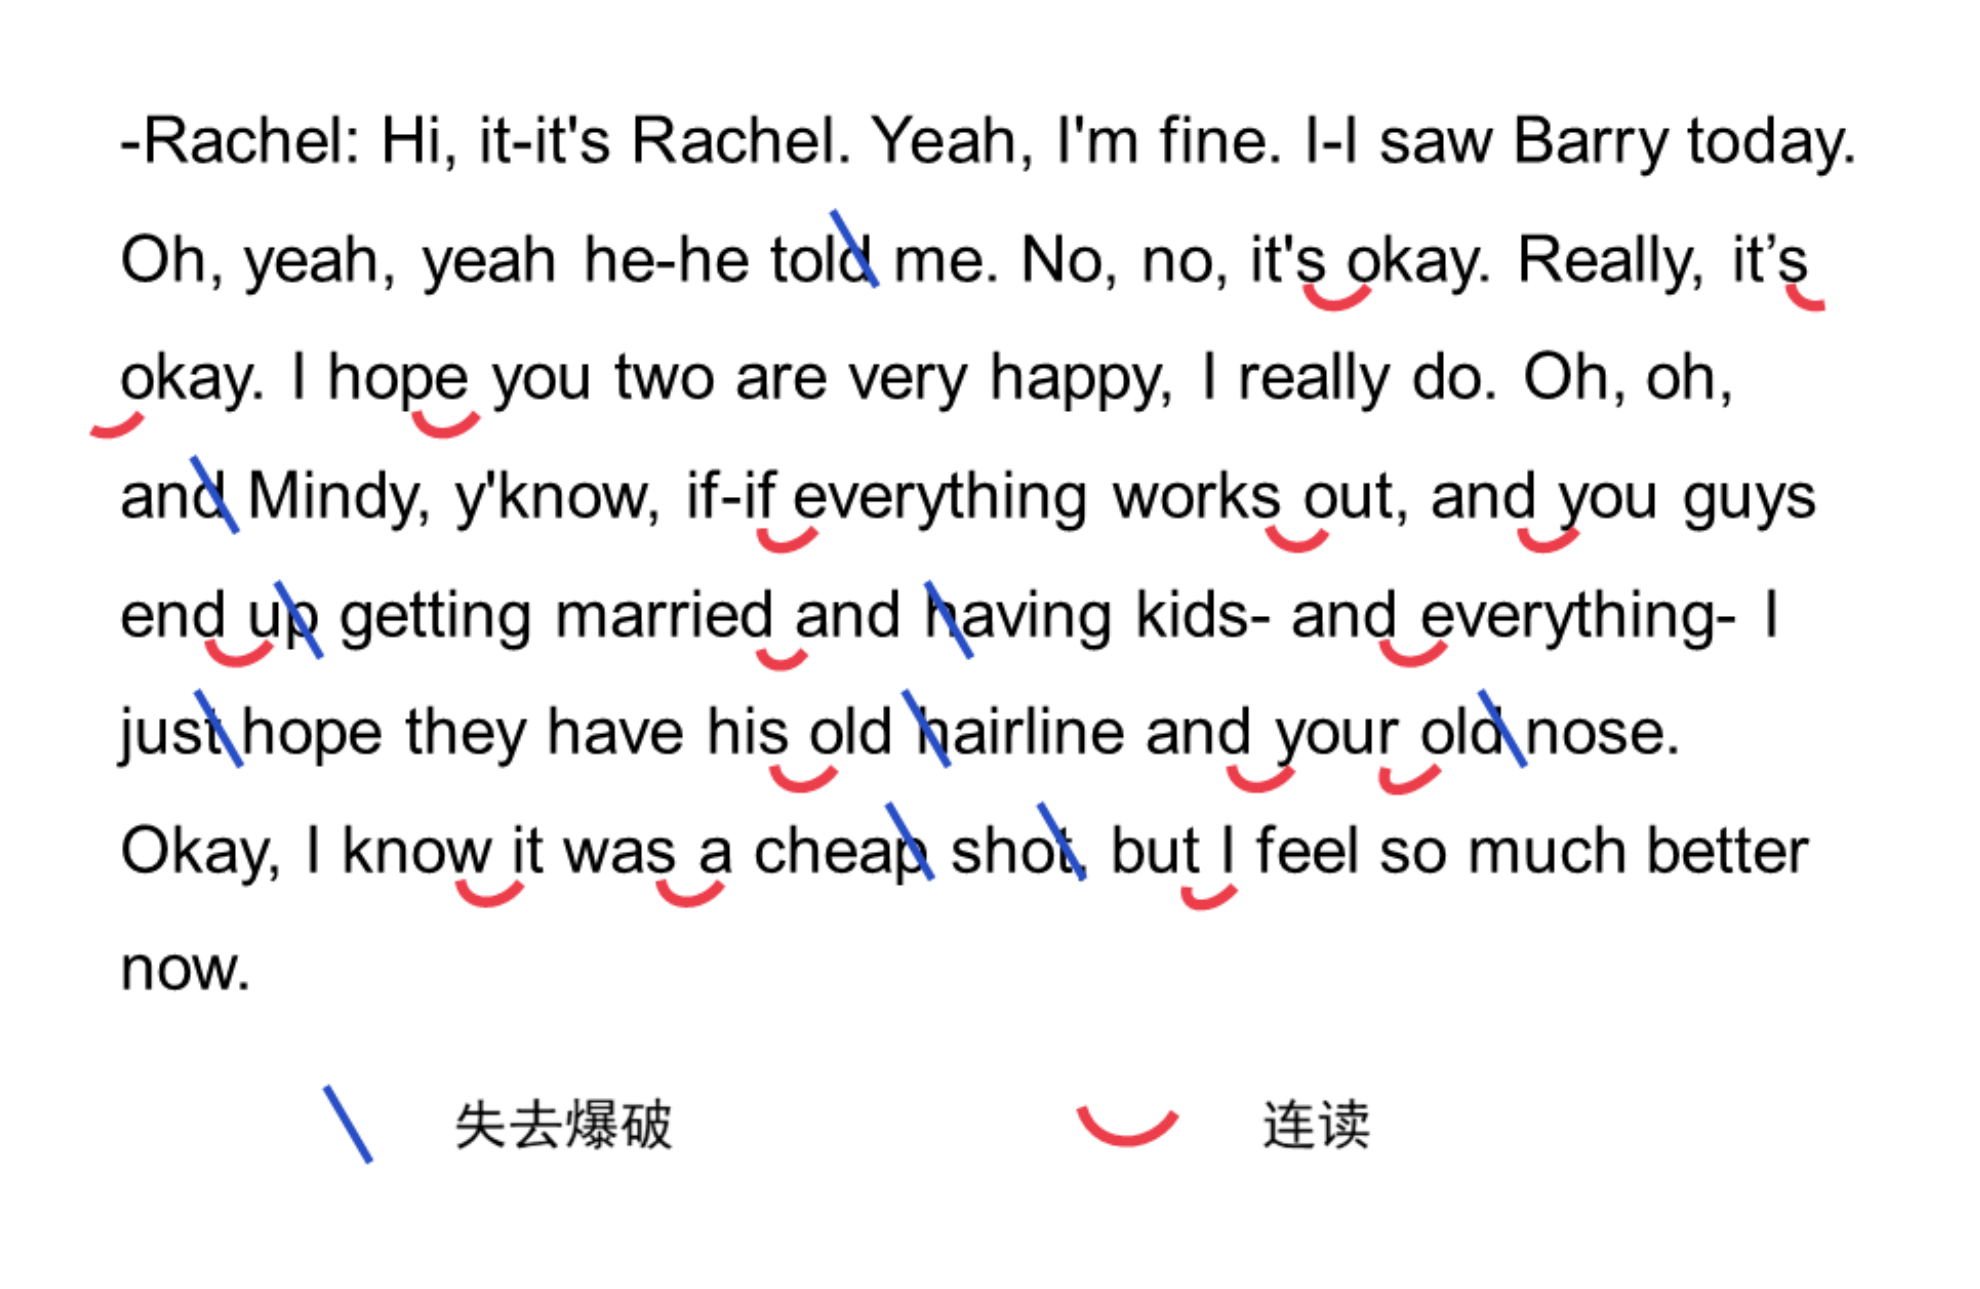 -Rachel: Hi, it-it's Rachel. Yeah, I'm fine. I-I saw Barry today.
Oh, yeah, yeah he-he told me. No, no, it's okay. Really, it’s
okay. I hope you two are very happy, I really do. Oh, oh,
and Mindy, y'know, if-if everything works out, and you guys
end up getting married and having kids- and everything- I
just hope they have his old hairline and your old nose.
Okay, I know it was a cheap shot, but I feel so much better
now.
失去爆破 连读